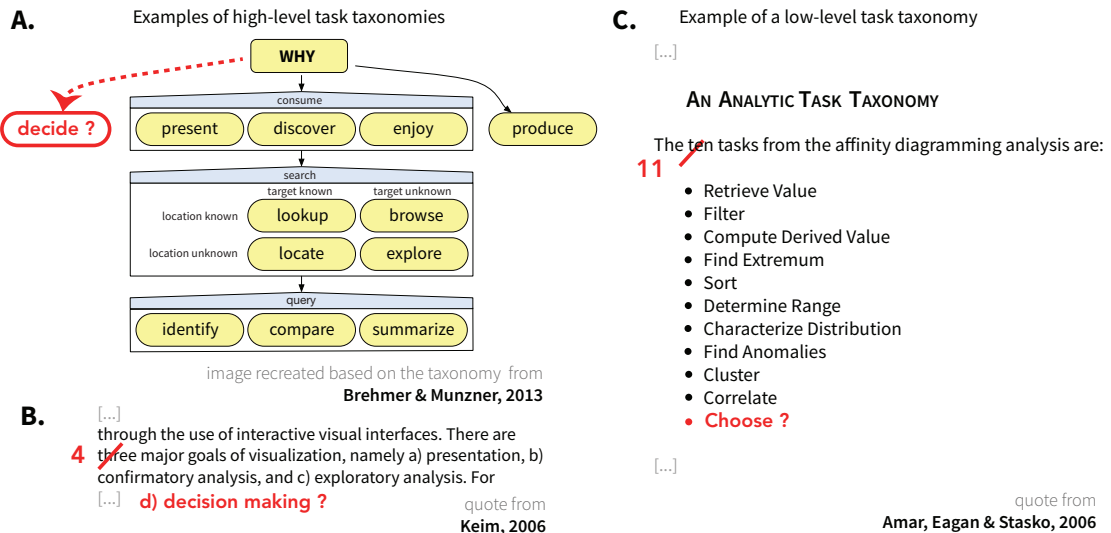 A.
Examples of high-level task taxonomies
WHY
decide ?
consume
present discover enjoy
produce
search
target known target unknown
location known lookup browse
location unknown locate explore
query
identify compare summarize
image recreated based on the taxonomy from
Brehmer & Munzner, 2013
B.
[...]
through the use of interactive visual interfaces. There are
4 three major goals of visualization, namely a) presentation, b)
confirmatory analysis, and c) exploratory analysis. For
[...] d) decision making ?
quote from
Keim, 2006
C.
Example of a low-level task taxonomy
[...]
AN ANALYTIC TASK TAXONOMY
The ten tasks from the affinity diagramming analysis are:
11
• Retrieve Value
• Filter
• Compute Derived Value
• Find Extremum
• Sort
• Determine Range
• Characterize Distribution
• Find Anomalies
• Cluster
• Correlate
• Choose ?
[...]
quote from
Amar, Eagan & Stasko, 2006